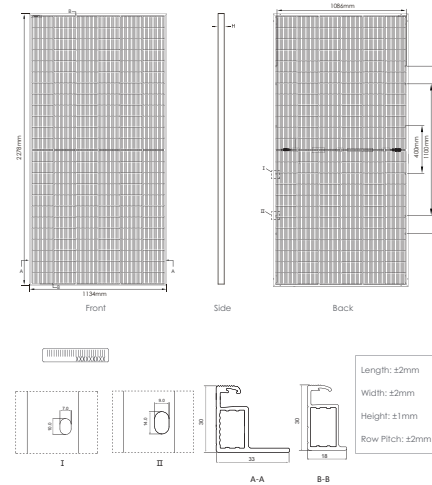 B
H
1086mm
2278mm
400mm
1100mm
I
II
A
A
1134mm
Front
Side
Back
7.0
10.0
I
9.0
14.0
II
30
33
A-A
30
18
B-B
Length: ±2mm
Width: ±2mm
Height: ±1mm
Row Pitch: ±2mm